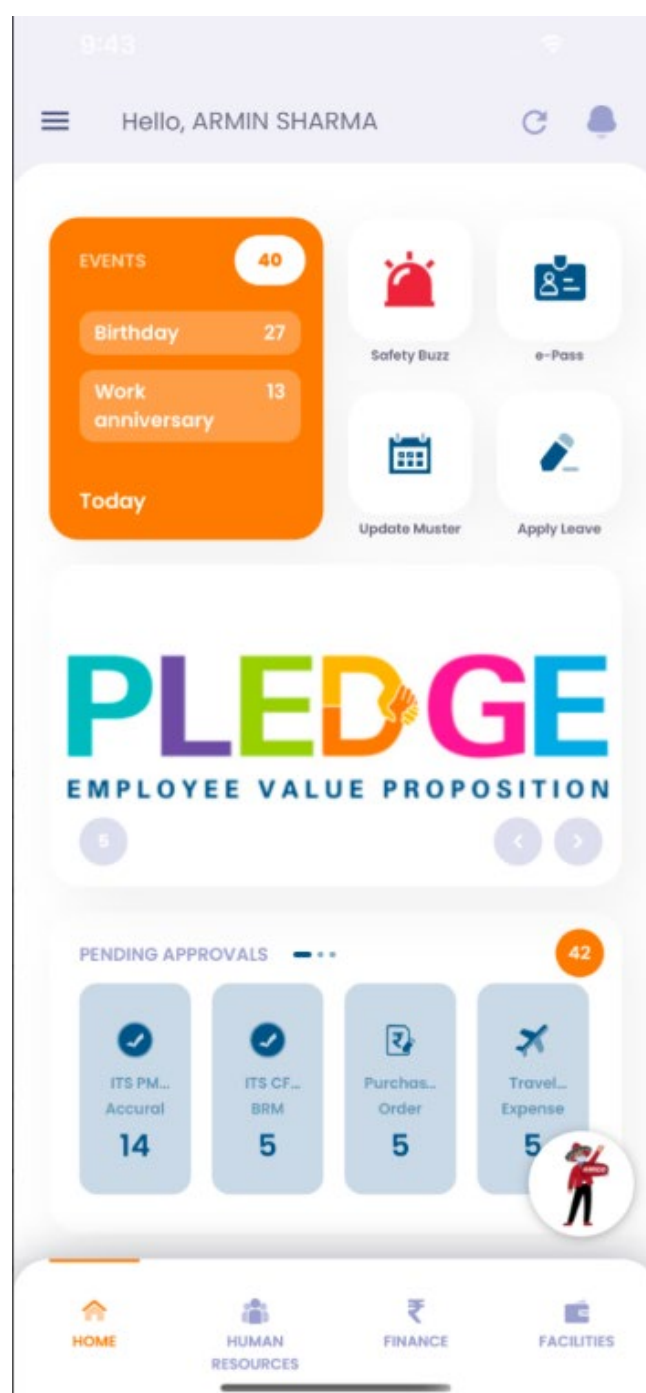 9:43
Hello, ARMIN SHARMA
EVENTS 40
Birthday 27
Work 13
anniversary
Today
Safety Buzz
e-Pass
Update Muster
Apply Leave
PLEDGE
EMPLOYEE VALUE PROPOSITION
5
PENDING APPROVALS 42
ITS PM...
Accural
14
ITS CF...
BRM
5
Purchas...
Order
5
Travel...
Expense
5
HOME
HUMAN
RESOURCES
FINANCE
FACILITIES